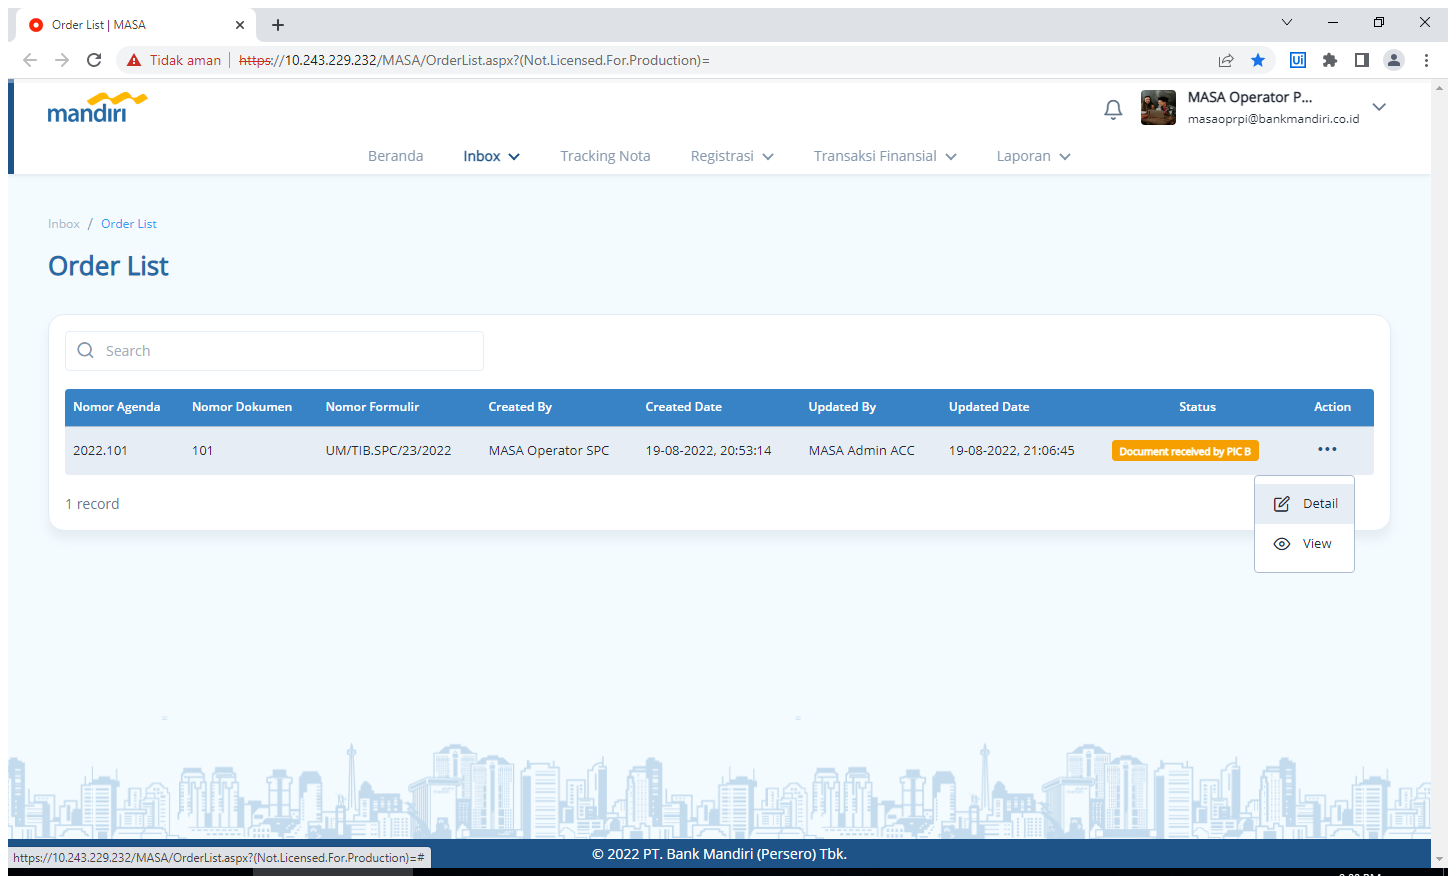 Order List | MASA
Tidak aman
https://10.243.229.232/MASA/OrderList.aspx?(Not.Licensed.For.Production)=
Ui
mandiri
MASA Operator P...
masaoprpi@bankmandiri.co.id
Beranda
Inbox
Tracking Nota
Registrasi
Transaksi Finansial
Laporan
Inbox / Order List
Order List
Search
Nomor Agenda Nomor Dokumen Nomor Formulir Created By Created Date Updated By Updated Date Status Action
2022.101 101 UM/TIB.SPC/23/2022 MASA Operator SPC 19-08-2022, 20:53:14 MASA Admin ACC 19-08-2022, 21:06:45 Document received by PIC B
1 record
Detail
View
https://10.243.229.232/MASA/OrderList.aspx?(Not.Licensed.For.Production)=#
© 2022 PT. Bank Mandiri (Persero) Tbk.